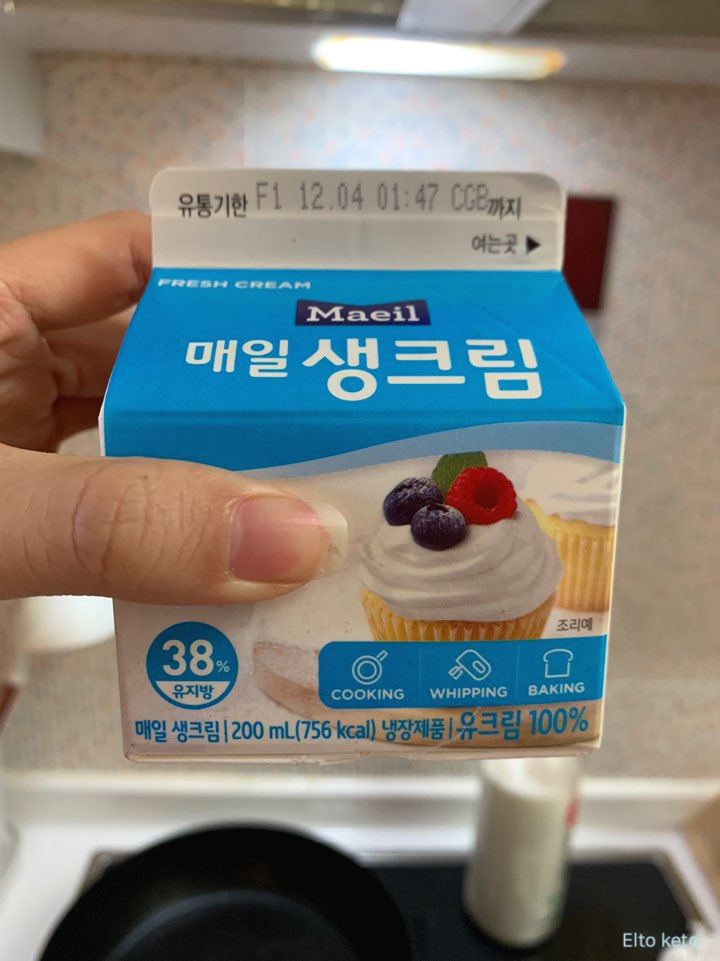 유통기한 F1 12.04 01:47 CGB까지
여는곳 ▶
FRESH CREAM
Maeil
매일 생크림
조리예
38%
유지방
COOKING WHIPPING BAKING
매일 생크림 | 200 mL(756 kcal) 냉장제품 | 유크림 100%
Elto keto